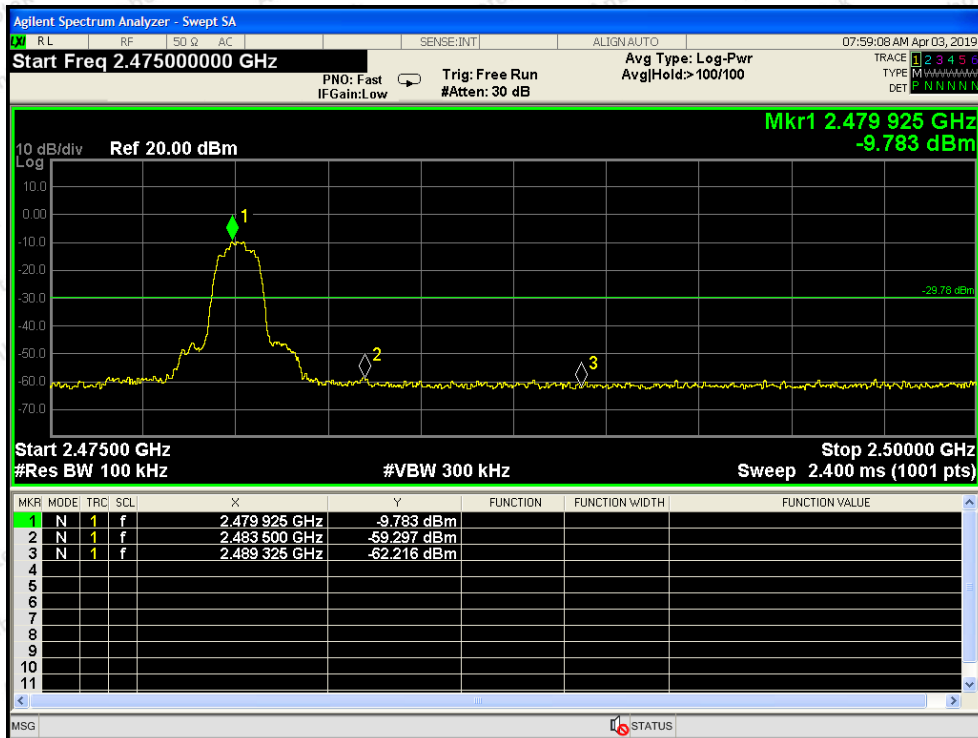 Agilent Spectrum Analyzer - Swept SA
LXI RL RF 50 Ω AC SENSE:INT ALIGN AUTO 07:59:08 AM Apr 03, 2019
Start Freq 2.475000000 GHz
PNO: Fast
IFGain:Low
Trig: Free Run
#Atten: 30 dB
Avg Type: Log-Pwr
Avg|Hold:>100/100
TRACE 1 2 3 4 5 6
TYPE M WWWWW
DET P N N N N N
Mkr1 2.479 925 GHz
-9.783 dBm
10 dB/div Ref 20.00 dBm
Log
10.0
0.00
-10.0
-20.0
-30.0
-40.0
-50.0
-60.0
-70.0
1
2
3
-29.78 dBm
Start 2.47500 GHz Stop 2.50000 GHz
#Res BW 100 kHz #VBW 300 kHz Sweep 2.400 ms (1001 pts)
MKR MODE TRC SCL X Y FUNCTION FUNCTION WIDTH FUNCTION VALUE
1 N 1 f 2.479 925 GHz -9.783 dBm
2 N 1 f 2.483 500 GHz -59.297 dBm
3 N 1 f 2.489 325 GHz -62.216 dBm
4
5
6
7
8
9
10
11
MSG STATUS